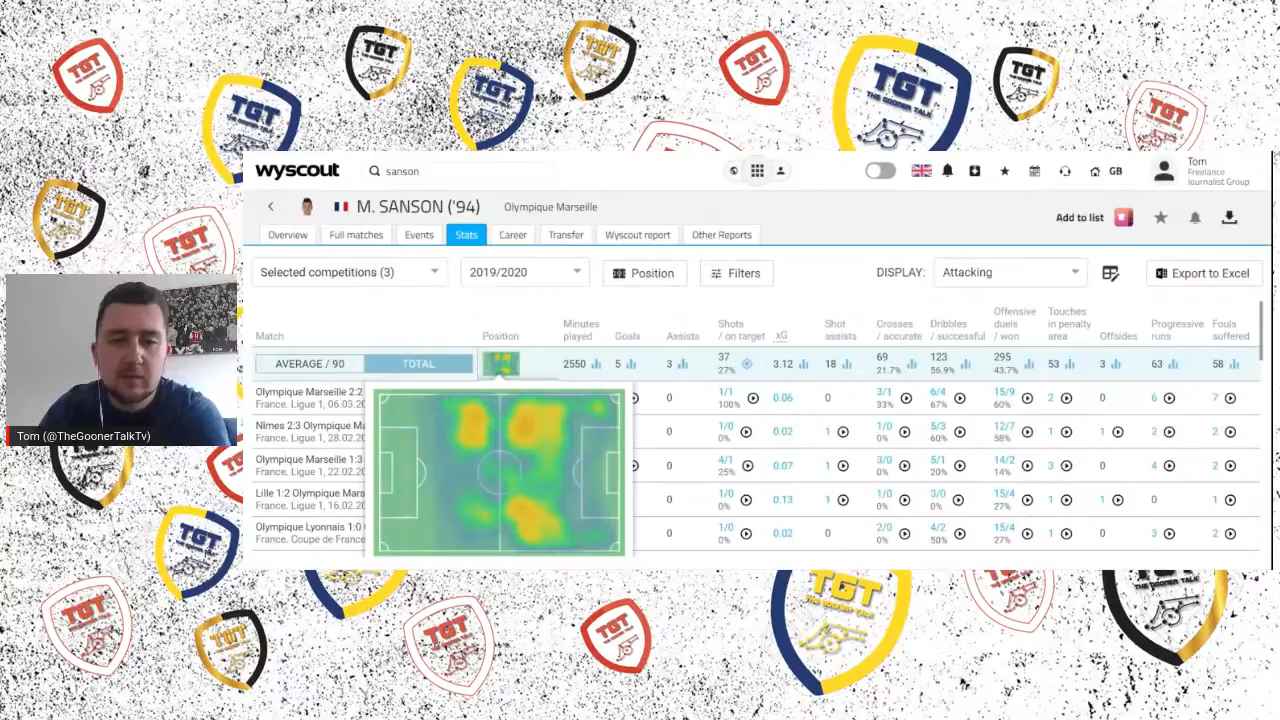 TGT
THE GOONER TALK
wyscout
sanson
GB
Tom
Freelance
Journalist Group
M. SANSON ('94)
Olympique Marseille
Add to list
Overview
Full matches
Events
Stats
Career
Transfer
Wyscout report
Other Reports
Selected competitions (3)
2019/2020
Position
Filters
DISPLAY:
Attacking
Export to Excel
Match Position Minutes played Goals Assists Shots / on target xG Shot assists Crosses / accurate Dribbles / successful Offensive duels / won Touches in penalty area Offsides Progressive runs Fouls suffered
AVERAGE / 90 TOTAL 2550 5 3 37 27% 3.12 18 69 21.7% 123 56.9% 295 43.7% 53 3 63 58
Olympique Marseille 2:2 0 1/1 0.06 0 3/1 6/4 15/9 2 0 6 7
France. Ligue 1, 06.03. 100% 33% 67% 60%
Nîmes 2:3 Olympique Ma 0 1/0 0.02 1 1/0 5/3 12/7 1 1 2 2
France. Ligue 1, 28.02. 0% 0% 60% 58%
Olympique Marseille 1:3 0 4/1 0.07 1 3/0 5/1 14/2 3 0 4 2
France. Ligue 1, 22.02. 25% 0% 20% 14%
Lille 1:2 Olympique Mars 0 1/0 0.13 1 1/0 3/0 15/4 1 1 0 1
France. Ligue 1, 16.02. 0% 0% 0% 27%
Olympique Lyonnais 1:0 0 1/0 0.02 0 2/0 4/2 15/4 1 0 3 2
France. Coupe de France 0% 0% 50% 27%
Tom (@TheGoonerTalkTv)